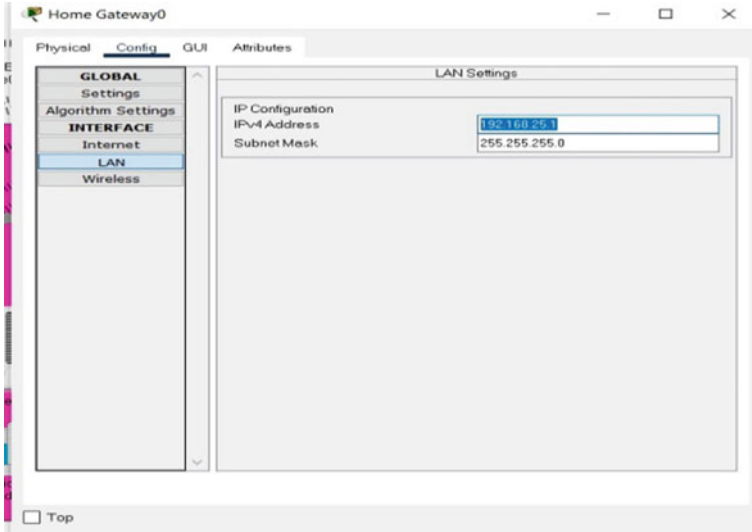 Home Gateway0
Physical Config GUI Attributes
GLOBAL
Settings
Algorithm Settings
INTERFACE
Internet
LAN
Wireless
LAN Settings
IP Configuration
IPv4 Address 192.168.25.1
Subnet Mask 255.255.255.0
Top